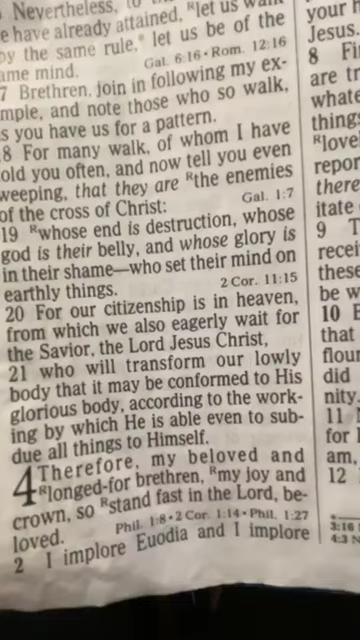 Nevertheless, to
have already attained, ᴿlet us walk
by the same rule,* let us be of the
same mind. Gal. 6:16 • Rom. 12:16
7 Brethren, join in following my ex-
mple, and note those who so walk,
s you have us for a pattern.
8 For many walk, of whom I have
old you often, and now tell you even
weeping, that they are ᴿthe enemies
of the cross of Christ: Gal. 1:7
19 ᴿwhose end is destruction, whose
god is their belly, and whose glory is
in their shame—who set their mind on
earthly things. 2 Cor. 11:15
20 For our citizenship is in heaven,
from which we also eagerly wait for
the Savior, the Lord Jesus Christ,
21 who will transform our lowly
body that it may be conformed to His
glorious body, according to the work-
ing by which He is able even to sub-
due all things to Himself.
4 Therefore, my beloved and
ᴿlonged-for brethren, ᴿmy joy and
crown, so ᴿstand fast in the Lord, be-
loved. Phil. 1:8 • 2 Cor. 1:14 • Phil. 1:27
2 I implore Euodia and I implore
your h
Jesus.
8 Fi
are tr
whate
things
ᴿlovel
repor
there
itate
9 T
recei
these
be w
10 B
that
flour
did
nity.
11
for I
am,
12
3:16
4:3 N